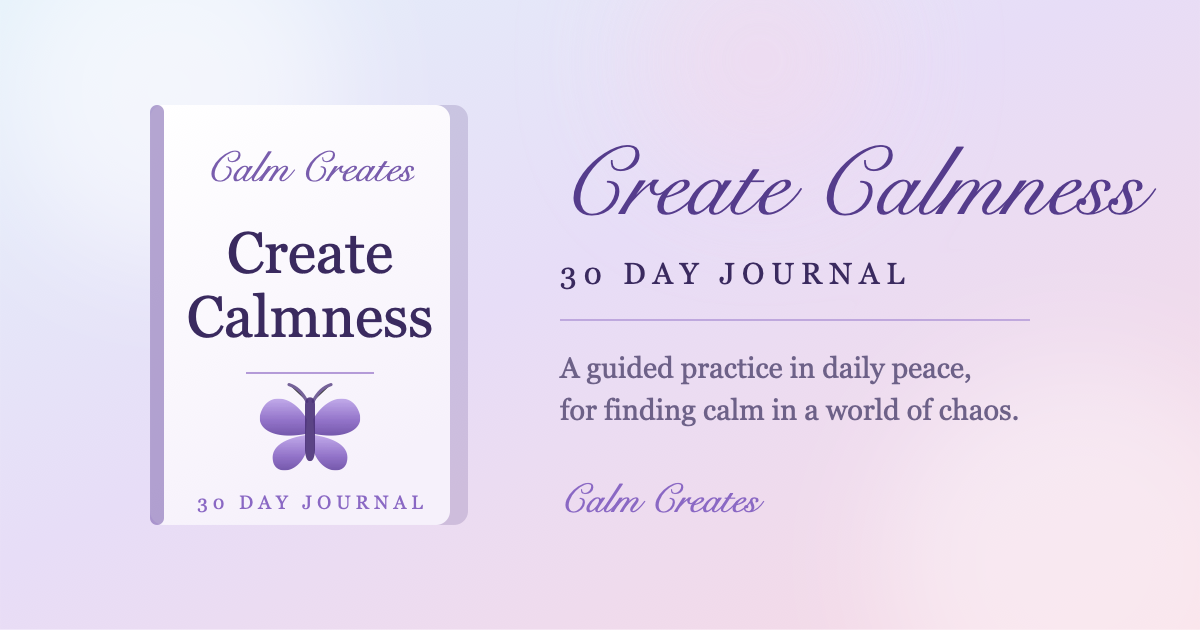 Calm Creates
Create
Calmness
30 DAY JOURNAL
Create Calmness
30 DAY JOURNAL
A guided practice in daily peace,
for finding calm in a world of chaos.
Calm Creates